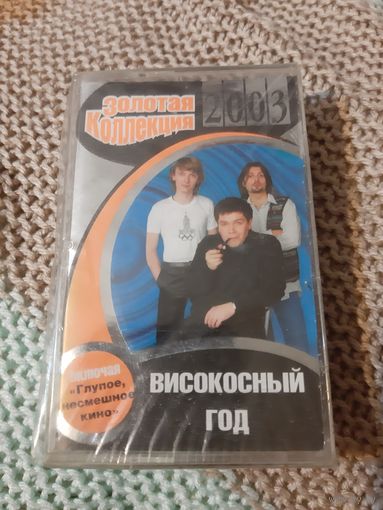 Золотая
Коллекция
2003
включая
«Глупое,
несмешное
кино»
ВИСОКОСНЫЙ
ГОД